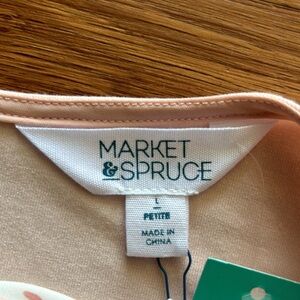 MARKET
&SPRUCE
L
PETITE
MADE IN
CHINA